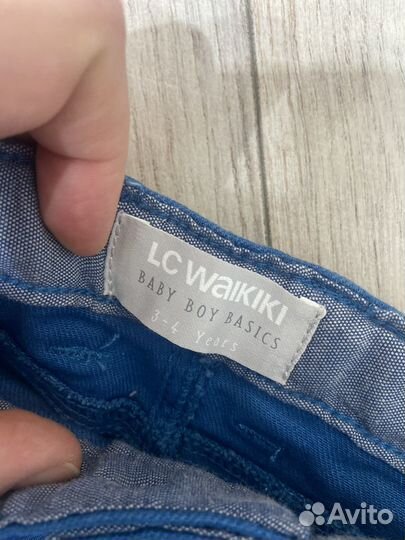 LC WAIKIKI
BABY BOY BASICS
3-4 Years
Avito